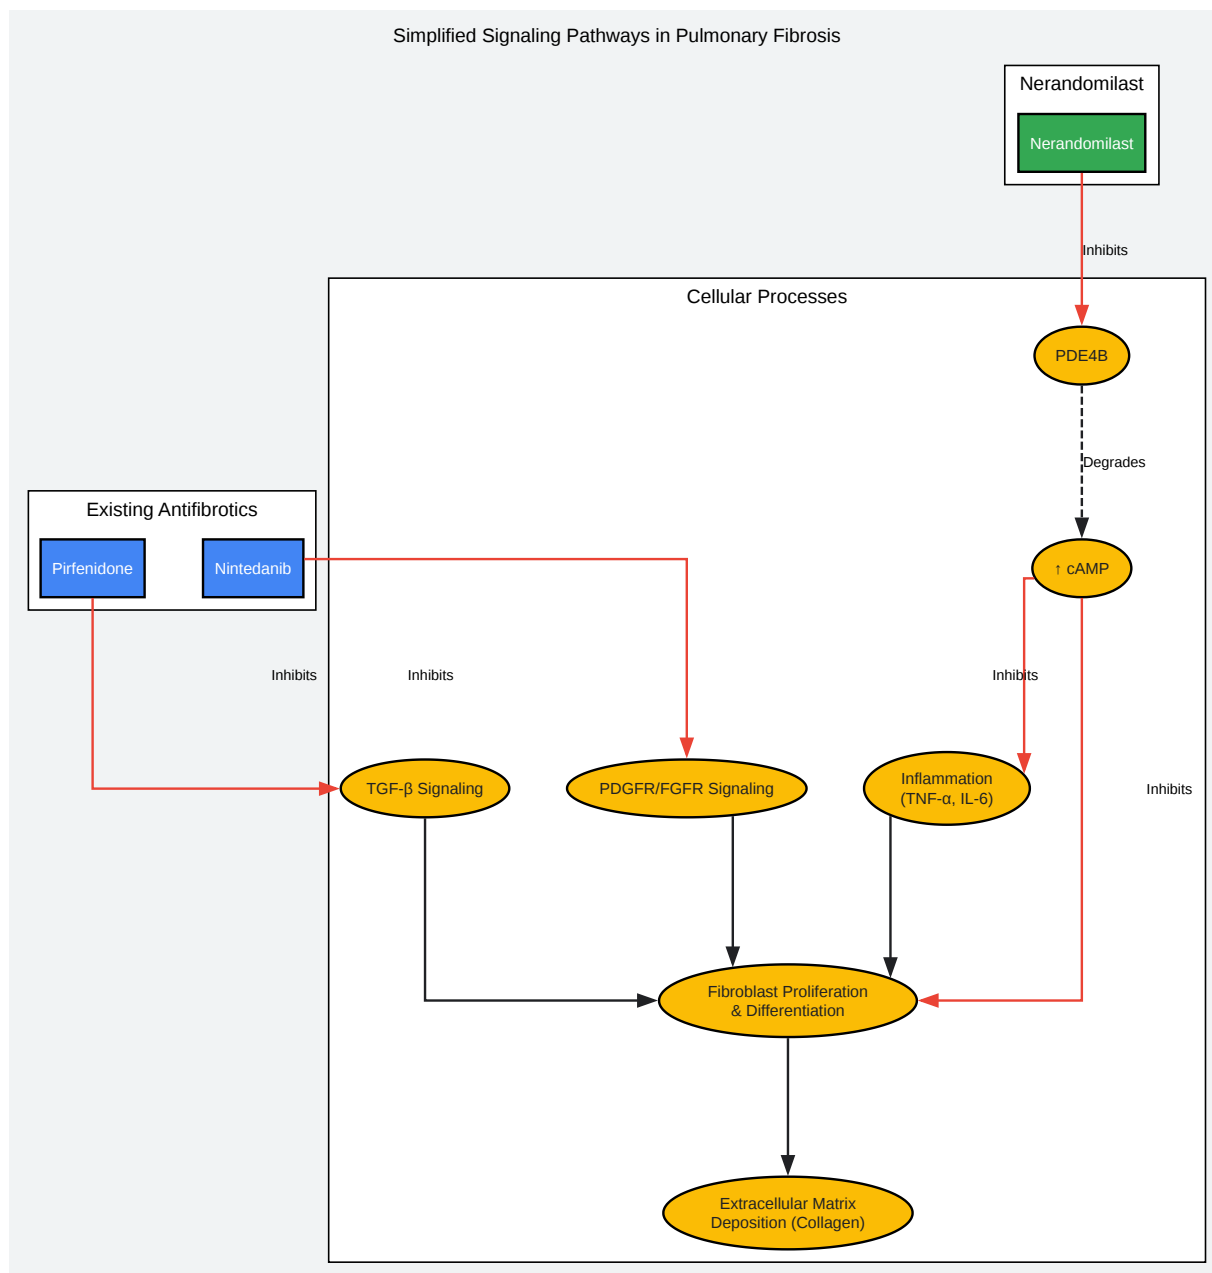 Simplified Signaling Pathways in Pulmonary Fibrosis
Nerandomilast
Nerandomilast
Inhibits
Cellular Processes
PDE4B
Degrades
Existing Antifibrotics
Pirfenidone
Nintedanib
↑ cAMP
Inhibits
Inhibits
Inhibits
Inhibits
TGF-β Signaling
PDGFR/FGFR Signaling
Inflammation
(TNF-α, IL-6)
Fibroblast Proliferation
& Differentiation
Extracellular Matrix
Deposition (Collagen)